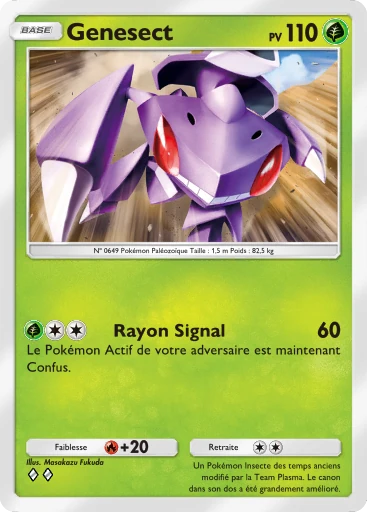 BASE Genesect PV 110
N° 0649 Pokémon Paléozoïque Taille : 1,5 m Poids : 82,5 kg
Rayon Signal 60
Le Pokémon Actif de votre adversaire est maintenant
Confus.
Faiblesse +20 Retraite
Illus. Masakazu Fukuda
Un Pokémon Insecte des temps anciens
modifié par la Team Plasma. Le canon
dans son dos a été grandement amélioré.